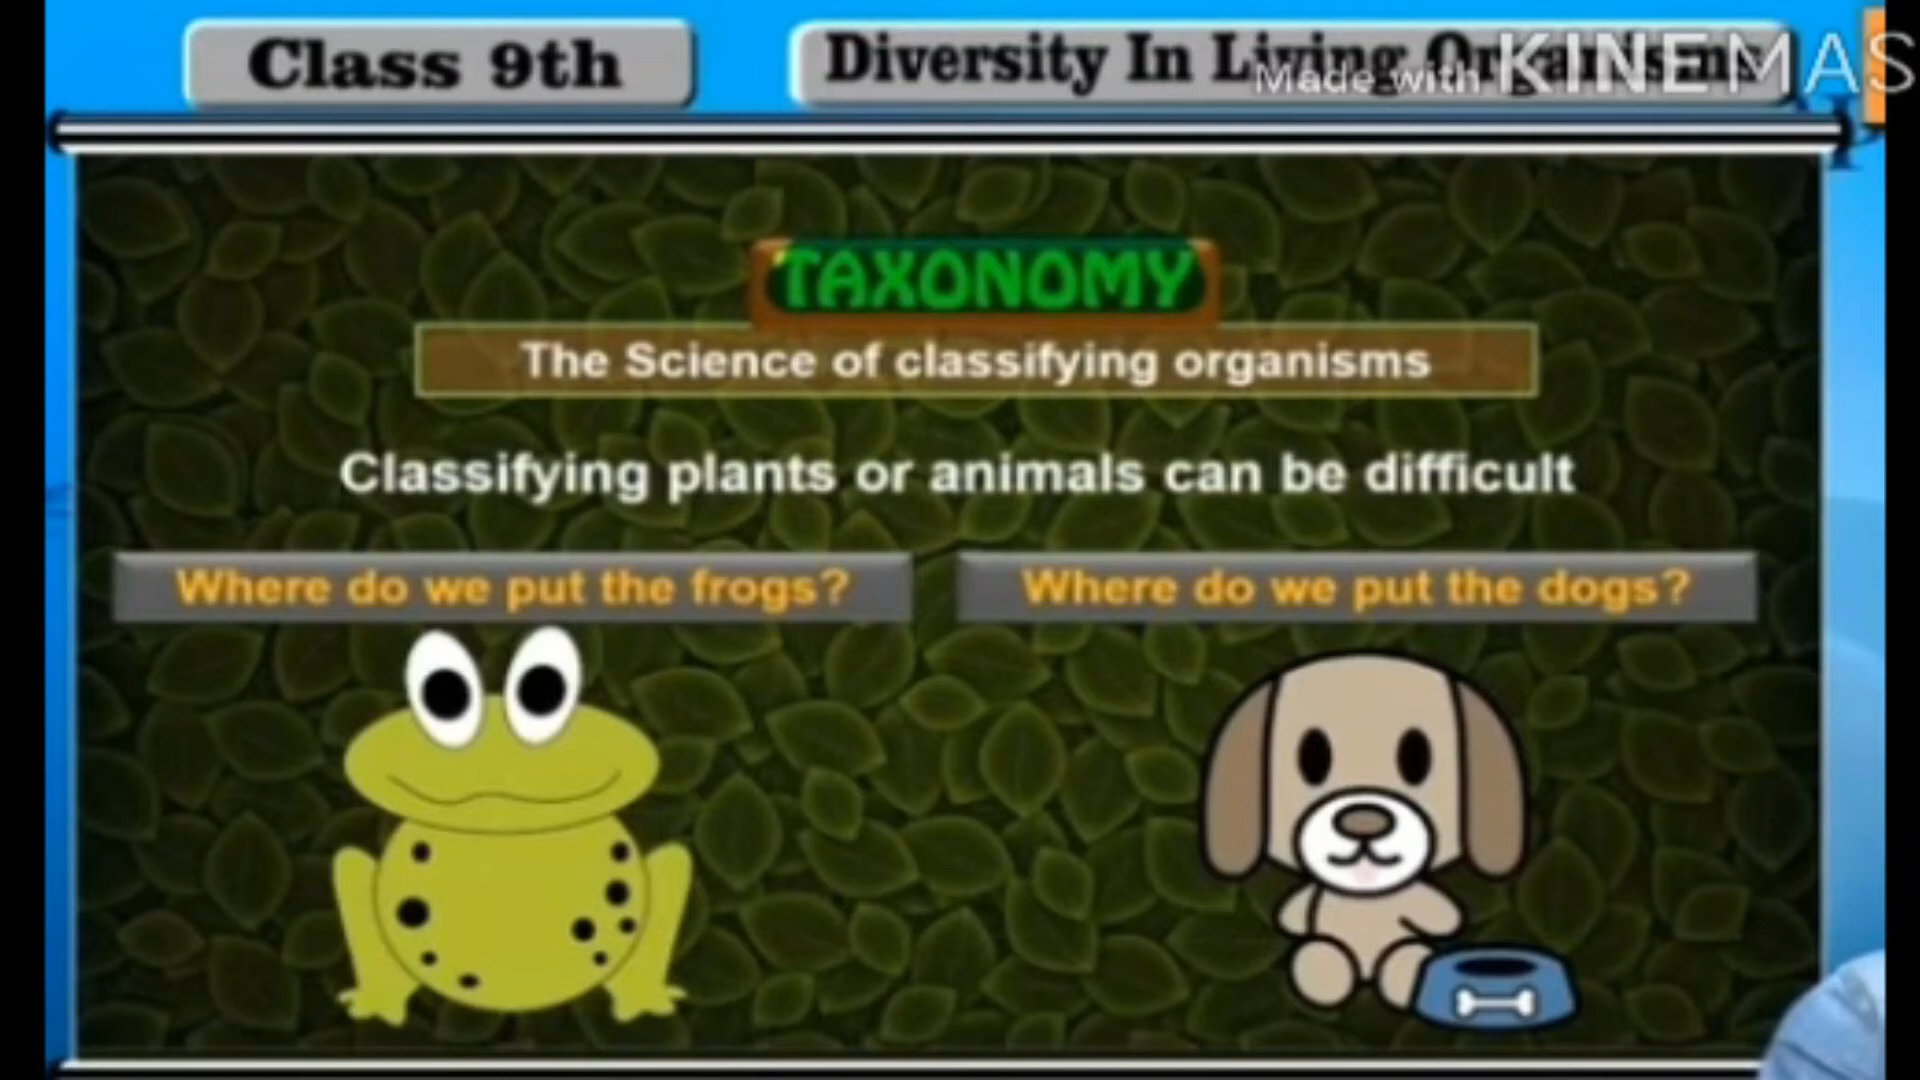 Class 9th
Diversity In Living Organisms
Made with KINEMAS
TAXONOMY
The Science of classifying organisms
Classifying plants or animals can be difficult
Where do we put the frogs?
Where do we put the dogs?